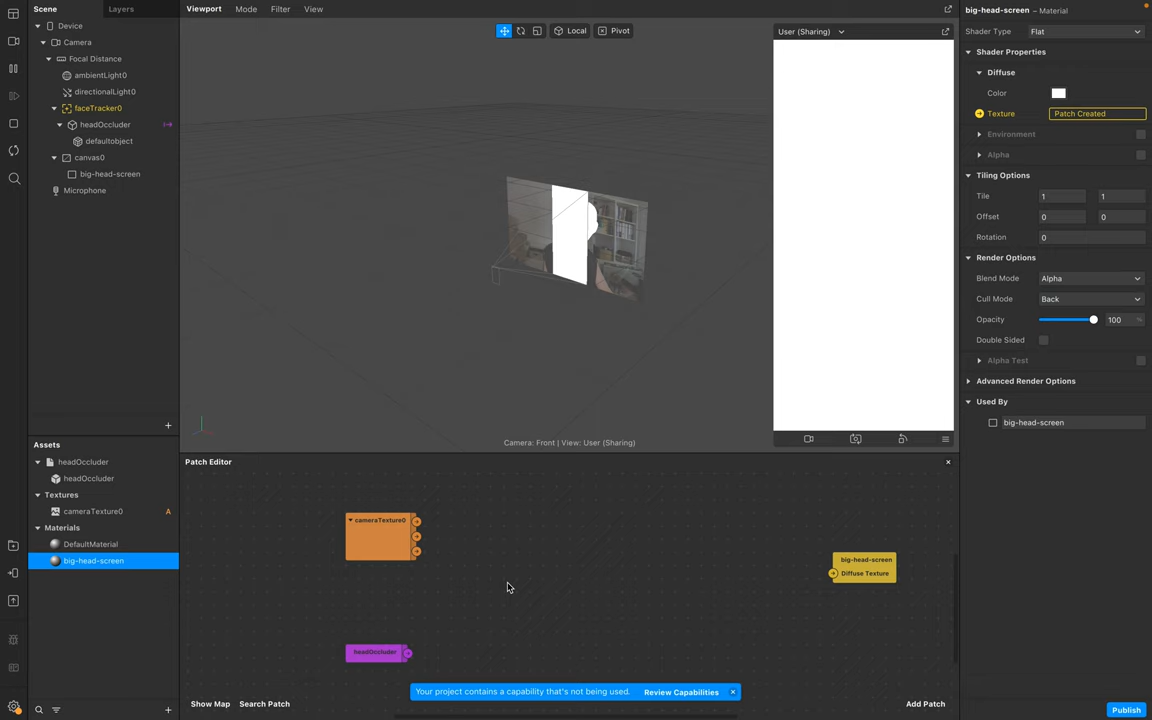 Scene
Layers
Device
Camera
Focal Distance
ambientLight0
directionalLight0
faceTracker0
headOccluder
defaultobject
canvas0
big-head-screen
Microphone
Assets
headOccluder
headOccluder
Textures
cameraTexture0
A
Materials
DefaultMaterial
big-head-screen
Viewport
Mode
Filter
View
Local
Pivot
User (Sharing)
Camera: Front | View: User (Sharing)
Patch Editor
cameraTexture0
headOccluder
big-head-screen
Diffuse Texture
Your project contains a capability that's not being used.
Review Capabilities
Show Map
Search Patch
Add Patch
big-head-screen – Material
Shader Type
Flat
Shader Properties
Diffuse
Color
Texture
Patch Created
Environment
Alpha
Tiling Options
Tile
1
1
Offset
0
0
Rotation
0
Render Options
Blend Mode
Alpha
Cull Mode
Back
Opacity
100
%
Double Sided
Alpha Test
Advanced Render Options
Used By
big-head-screen
Publish